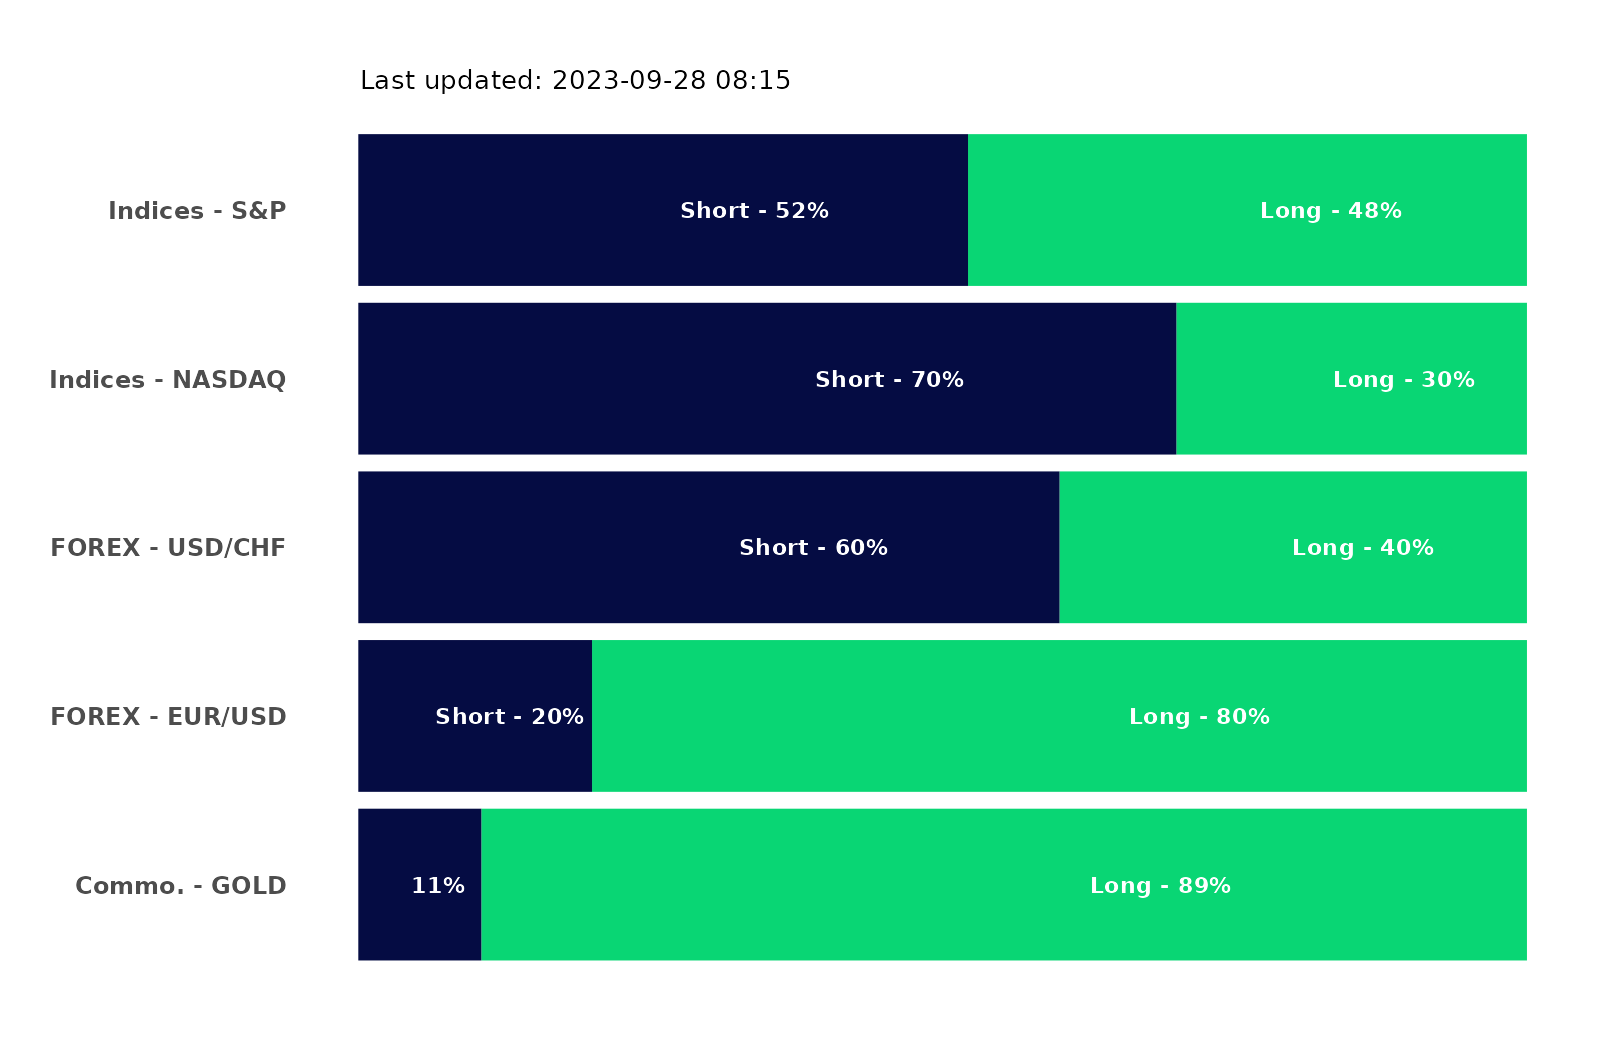 Last updated: 2023-09-28 08:15
Indices - S&P Short - 52% Long - 48%
Indices - NASDAQ Short - 70% Long - 30%
FOREX - USD/CHF Short - 60% Long - 40%
FOREX - EUR/USD Short - 20% Long - 80%
Commo. - GOLD 11% Long - 89%